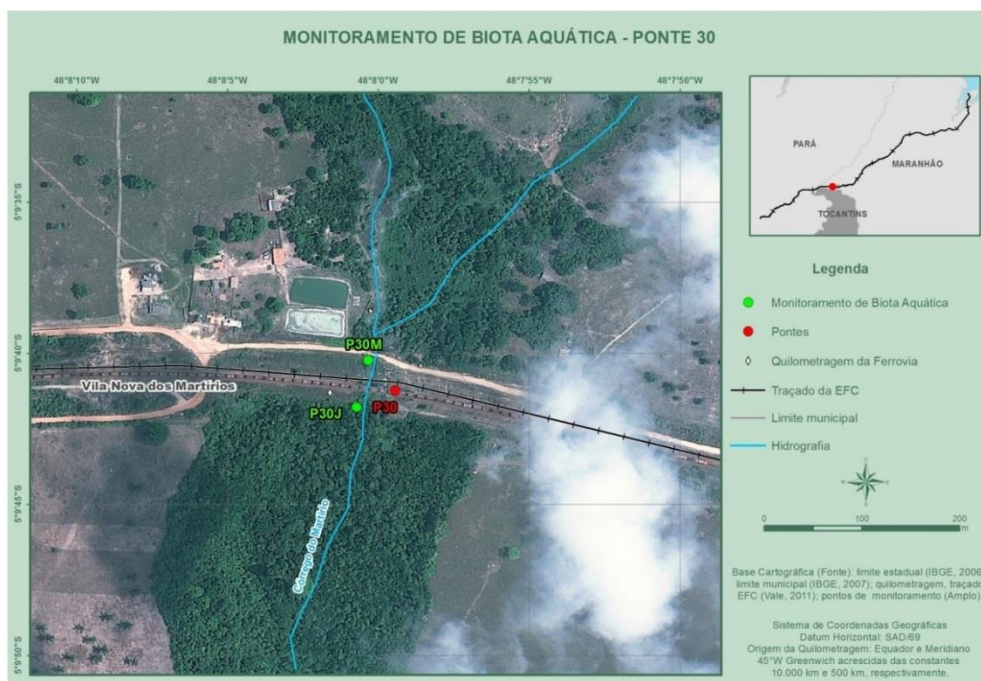 MONITORAMENTO DE BIOTA AQUÁTICA - PONTE 30
48°8'10"W
48°8'5"W
48°8'0"W
48°7'55"W
48°7'50"W
5°9'35"S
5°9'40"S
5°9'45"S
5°9'50"S
P30M
Vila Nova dos Martírios
P30J
P30
Córrego do Martírio
PARÁ
MARANHÃO
TOCANTINS
Legenda
Monitoramento de Biota Aquática
Pontes
Quilometragem da Ferrovia
Traçado da EFC
Limite municipal
Hidrografia
0
200
m
Base Cartográfica (Fonte): limite estadual (IBGE, 2006
limite municipal (IBGE, 2007); quilometragem, traçado
EFC (Vale, 2011); pontos de monitoramento (Amplo)
Sistema de Coordenadas Geográficas
Datum Horizontal: SAD/69
Origem da Quilometragem: Equador e Meridiano
45°W Greenwich acrescidas das constantes
10.000 km e 500 km, respectivamente.